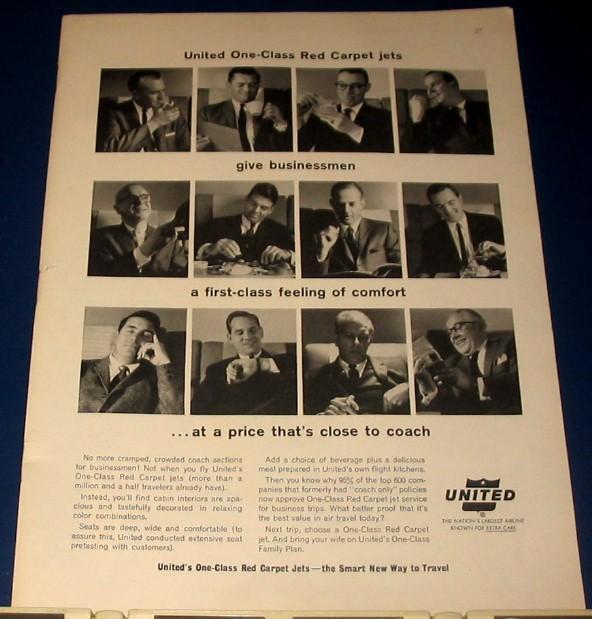 27
United One-Class Red Carpet jets
give businessmen
a first-class feeling of comfort
...at a price that's close to coach
No more cramped, crowded coach sections
for businessmen! Not when you fly United's
One-Class Red Carpet jets (more than a
million and a half travelers already have).
Instead, you'll find cabin interiors are spa-
cious and tastefully decorated in relaxing
color combinations.
Seats are deep, wide and comfortable (to
assure this, United conducted extensive seat
pretesting with customers).
Add a choice of beverage plus a delicious
meal prepared in United's own flight kitchens.
Then you know why 95% of the top 600 com-
panies that formerly had "coach only" policies
now approve One-Class Red Carpet jet service
for business trips. What better proof that it's
the best value in air travel today?
Next trip, choose a One-Class Red Carpet
jet. And bring your wife on United's One-Class
Family Plan.
UNITED
®
THE NATION'S LARGEST AIRLINE
KNOWN FOR EXTRA CARE
United's One-Class Red Carpet Jets—the Smart New Way to Travel